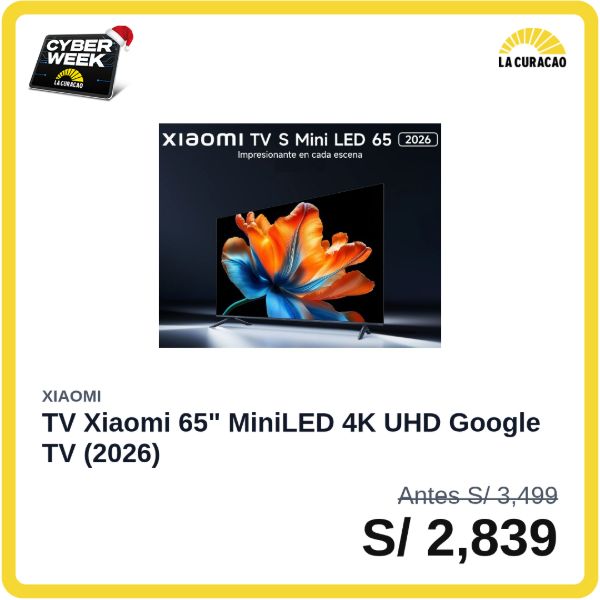 CYBER
WEEK
LA CURACAO
LA CURACAO
XIAOMI TV S Mini LED 65 2026
Impresionante en cada escena
XIAOMI
TV Xiaomi 65" MiniLED 4K UHD Google
TV (2026)
Antes S/ 3,499
S/ 2,839